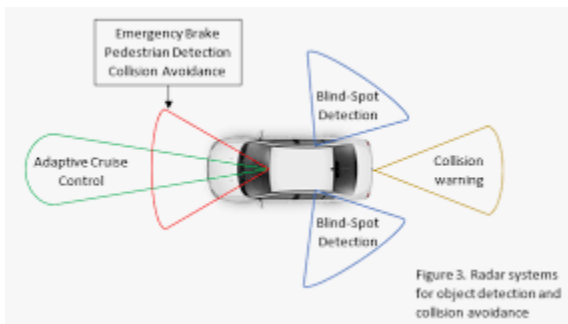 Emergency Brake
Pedestrian Detection
Collision Avoidance
Blind-Spot
Detection
Adaptive Cruise
Control
Collision
warning
Blind-Spot
Detection
Figure 3. Radar systems
for object detection and
collision avoidance